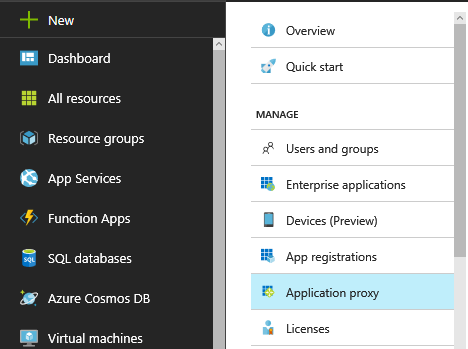 New
Dashboard
All resources
Resource groups
App Services
Function Apps
SQL databases
Azure Cosmos DB
Virtual machines
Overview
Quick start
MANAGE
Users and groups
Enterprise applications
Devices (Preview)
App registrations
Application proxy
Licenses